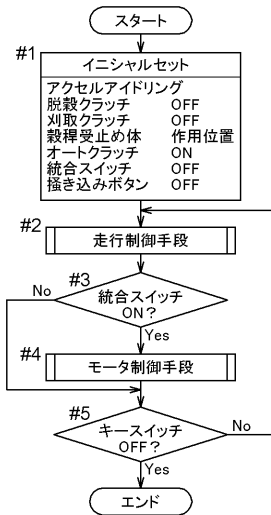 スタート
#1
イニシャルセット
アクセルアイドリング
脱穀クラッチ OFF
刈取クラッチ OFF
穀稈受止め体 作用位置
オートクラッチ ON
統合スイッチ OFF
掻き込みボタン OFF
#2
走行制御手段
#3
統合スイッチ
ON?
No
Yes
#4
モータ制御手段
#5
キースイッチ
OFF?
No
Yes
エンド